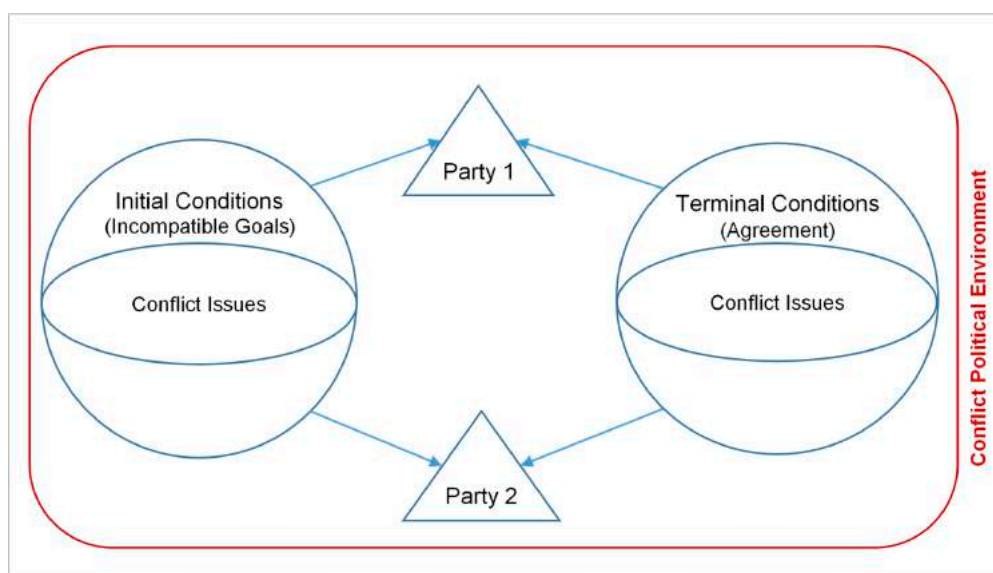 Party 1
Initial Conditions
(Incompatible Goals)
Conflict Issues
Terminal Conditions
(Agreement)
Conflict Issues
Party 2
Conflict Political Environment